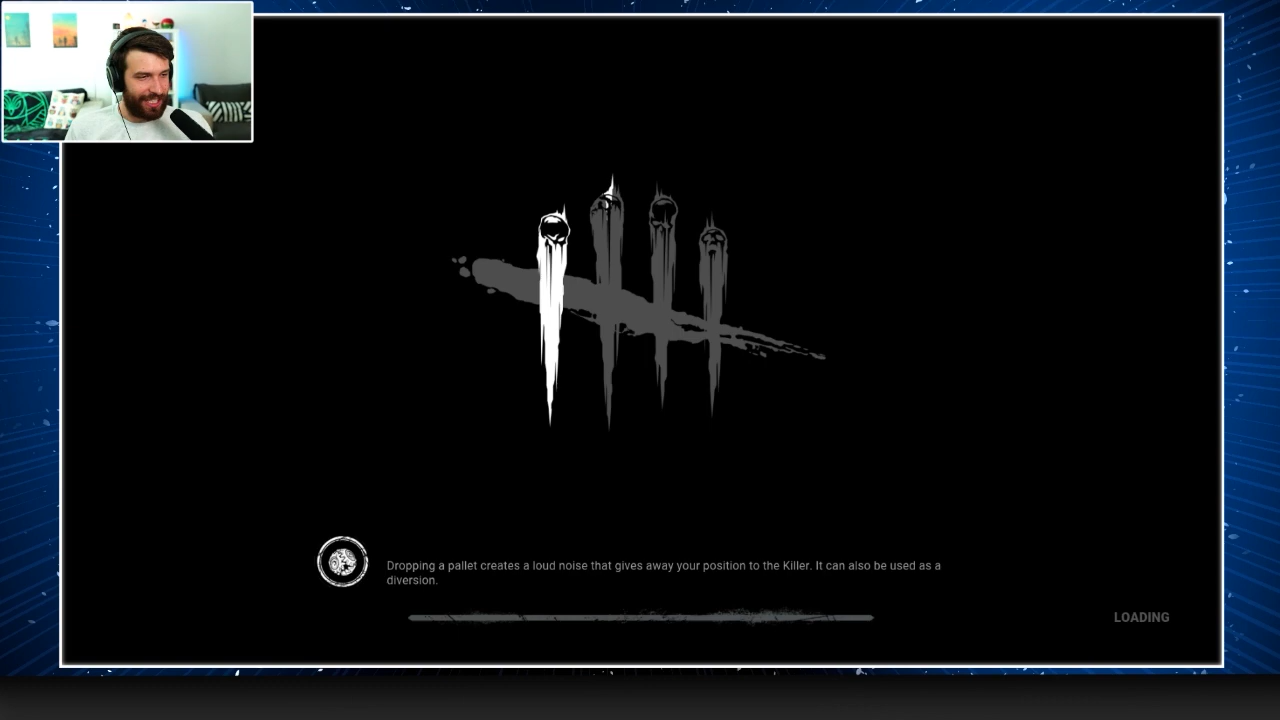 Dropping a pallet creates a loud noise that gives away your position to the Killer. It can also be used as a
diversion.
LOADING